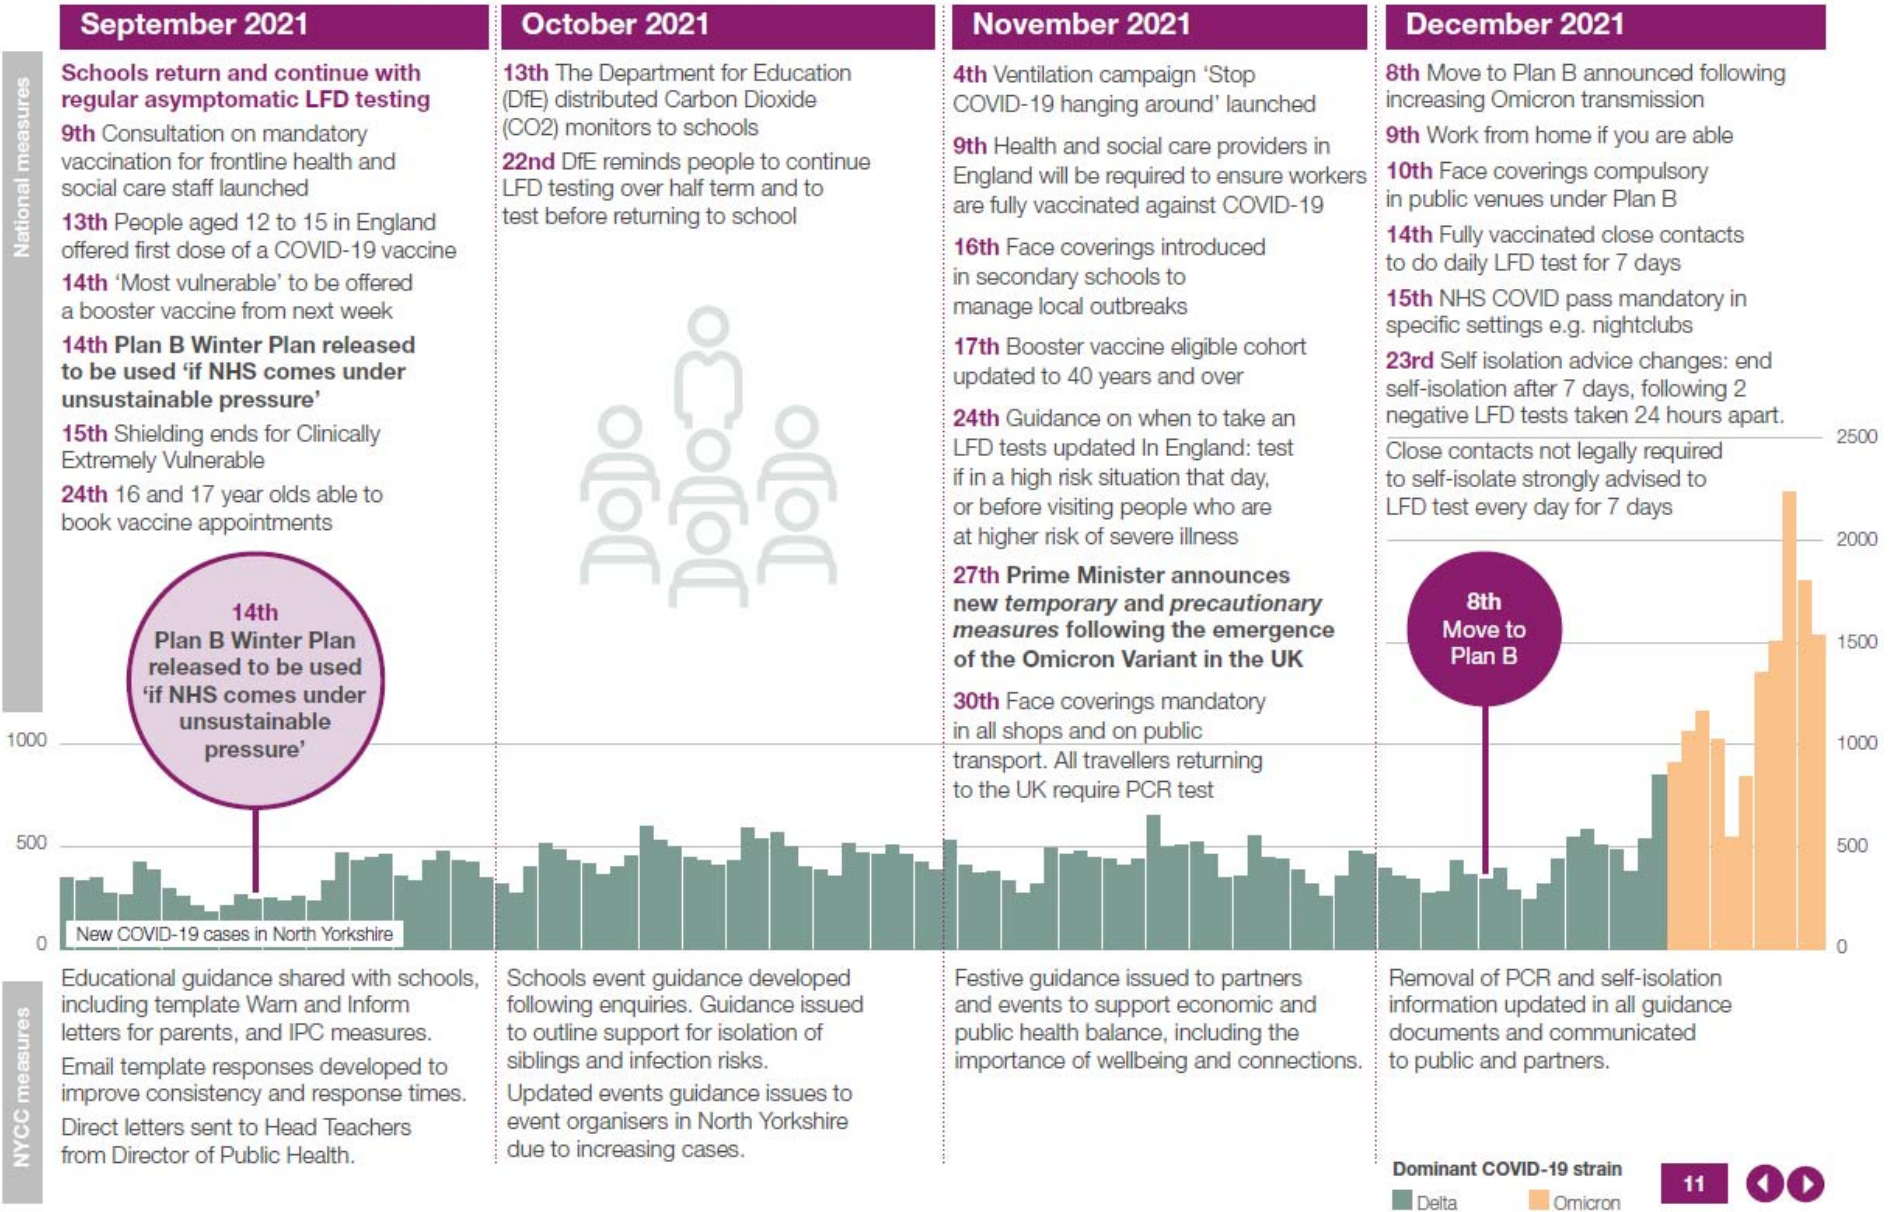 September 2021
October 2021
November 2021
December 2021
National measures
Schools return and continue with
regular asymptomatic LFD testing
9th Consultation on mandatory
vaccination for frontline health and
social care staff launched
13th People aged 12 to 15 in England
offered first dose of a COVID-19 vaccine
14th ‘Most vulnerable’ to be offered
a booster vaccine from next week
14th Plan B Winter Plan released
to be used ‘if NHS comes under
unsustainable pressure’
15th Shielding ends for Clinically
Extremely Vulnerable
24th 16 and 17 year olds able to
book vaccine appointments
14th
Plan B Winter Plan
released to be used
‘if NHS comes under
unsustainable
pressure’
13th The Department for Education
(DfE) distributed Carbon Dioxide
(CO2) monitors to schools
22nd DfE reminds people to continue
LFD testing over half term and to
test before returning to school
4th Ventilation campaign ‘Stop
COVID-19 hanging around’ launched
9th Health and social care providers in
England will be required to ensure workers
are fully vaccinated against COVID-19
16th Face coverings introduced
in secondary schools to
manage local outbreaks
17th Booster vaccine eligible cohort
updated to 40 years and over
24th Guidance on when to take an
LFD tests updated In England: test
if in a high risk situation that day,
or before visiting people who are
at higher risk of severe illness
27th Prime Minister announces
new temporary and precautionary
measures following the emergence
of the Omicron Variant in the UK
30th Face coverings mandatory
in all shops and on public
transport. All travellers returning
to the UK require PCR test
8th Move to Plan B announced following
increasing Omicron transmission
9th Work from home if you are able
10th Face coverings compulsory
in public venues under Plan B
14th Fully vaccinated close contacts
to do daily LFD test for 7 days
15th NHS COVID pass mandatory in
specific settings e.g. nightclubs
23rd Self isolation advice changes: end
self-isolation after 7 days, following 2
negative LFD tests taken 24 hours apart.
Close contacts not legally required
to self-isolate strongly advised to
LFD test every day for 7 days
8th
Move to
Plan B
1000
500
0
2500
2000
1500
1000
500
0
New COVID-19 cases in North Yorkshire
NYCC measures
Educational guidance shared with schools,
including template Warn and Inform
letters for parents, and IPC measures.
Email template responses developed to
improve consistency and response times.
Direct letters sent to Head Teachers
from Director of Public Health.
Schools event guidance developed
following enquiries. Guidance issued
to outline support for isolation of
siblings and infection risks.
Updated events guidance issues to
event organisers in North Yorkshire
due to increasing cases.
Festive guidance issued to partners
and events to support economic and
public health balance, including the
importance of wellbeing and connections.
Removal of PCR and self-isolation
information updated in all guidance
documents and communicated
to public and partners.
Dominant COVID-19 strain
Delta
Omicron
11